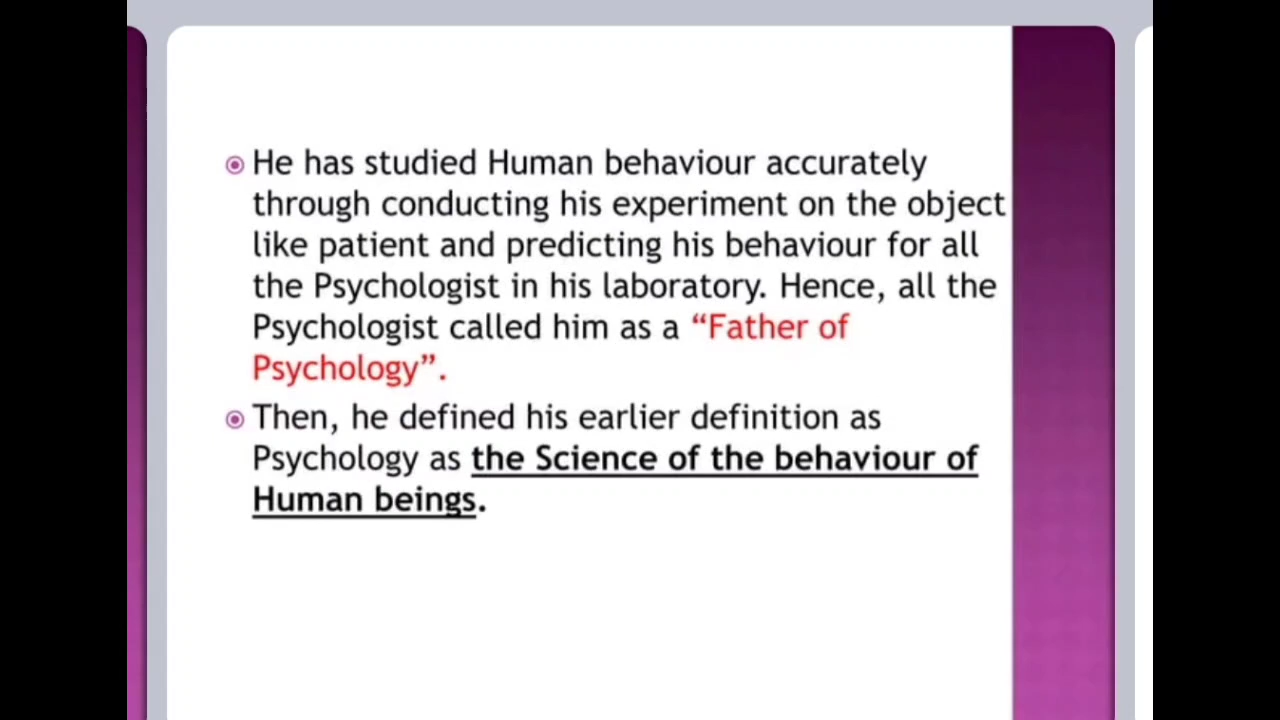 He has studied Human behaviour accurately
through conducting his experiment on the object
like patient and predicting his behaviour for all
the Psychologist in his laboratory. Hence, all the
Psychologist called him as a “Father of
Psychology”.
Then, he defined his earlier definition as
Psychology as the Science of the behaviour of
Human beings.